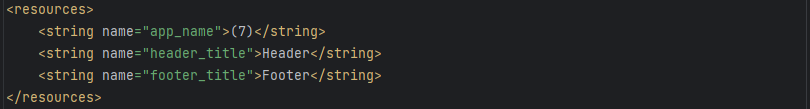 <resources>
    <string name="app_name">(7)</string>
    <string name="header_title">Header</string>
    <string name="footer_title">Footer</string>
</resources>